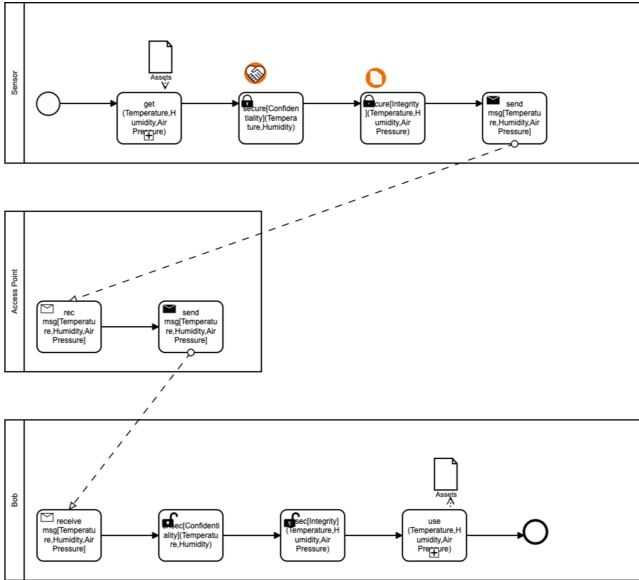 Sensor
Assets
get
(Temperature,H
umidity,Air
Pressure)
secure[Confiden
tiality](Tempera
ture,Humidity)
cure[Integrity
](Temperature,H
umidity,Air
Pressure)
send
msg[Temperatu
re,Humidity,Air
Pressure]
Access Point
rec
msg[Temperatu
re,Humidity,Air
Pressure]
send
msg[Temperatu
re,Humidity,Air
Pressure]
Bob
receive
msg[Temperatu
re,Humidity,Air
Pressure]
sec[Confidenti
ality](Temperatu
re,Humidity)
sec[Integrity]
(Temperature,H
umidity,Air
Pressure)
Assets
use
(Temperature,H
umidity,Air
Pressure)